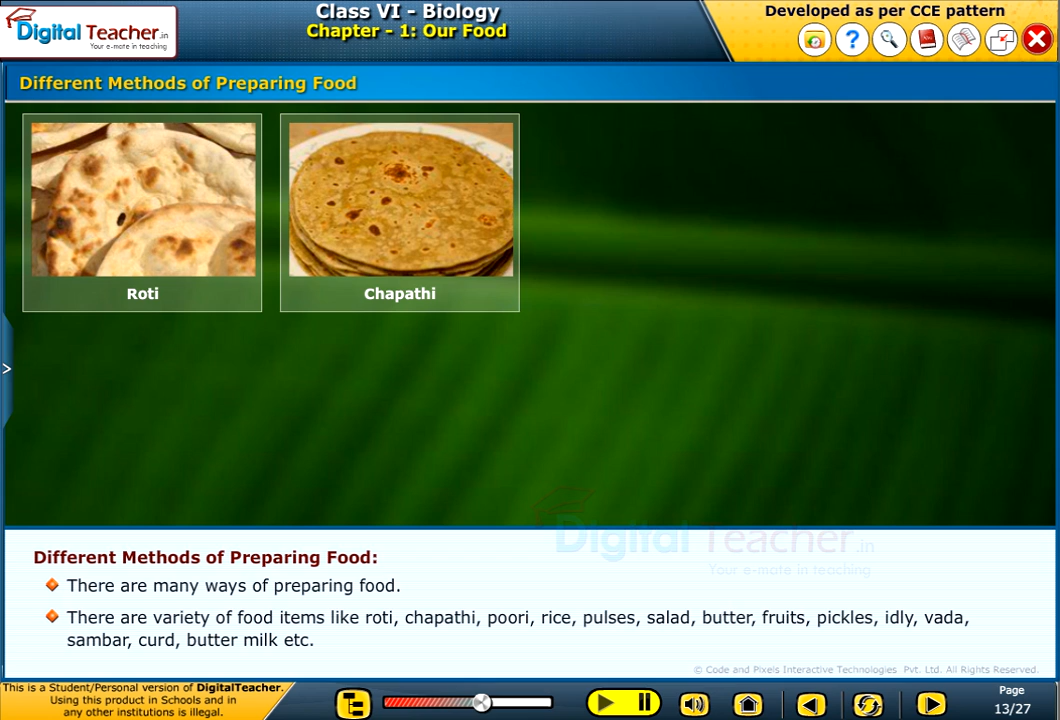 Digital Teacher.in
Your e-mate in teaching
Class VI - Biology
Chapter - 1: Our Food
Developed as per CCE pattern
?
Different Methods of Preparing Food
Roti
Chapathi
>
Digital Teacher.in
Your e-mate in teaching
Different Methods of Preparing Food:
There are many ways of preparing food.
There are variety of food items like roti, chapathi, poori, rice, pulses, salad, butter, fruits, pickles, idly, vada,
sambar, curd, butter milk etc.
© Code and Pixels Interactive Technologies. Pvt. Ltd. All Rights Reserved.
This is a Student/Personal version of DigitalTeacher.
Using this product in Schools and in
any other institutions is illegal.
Page
13/27